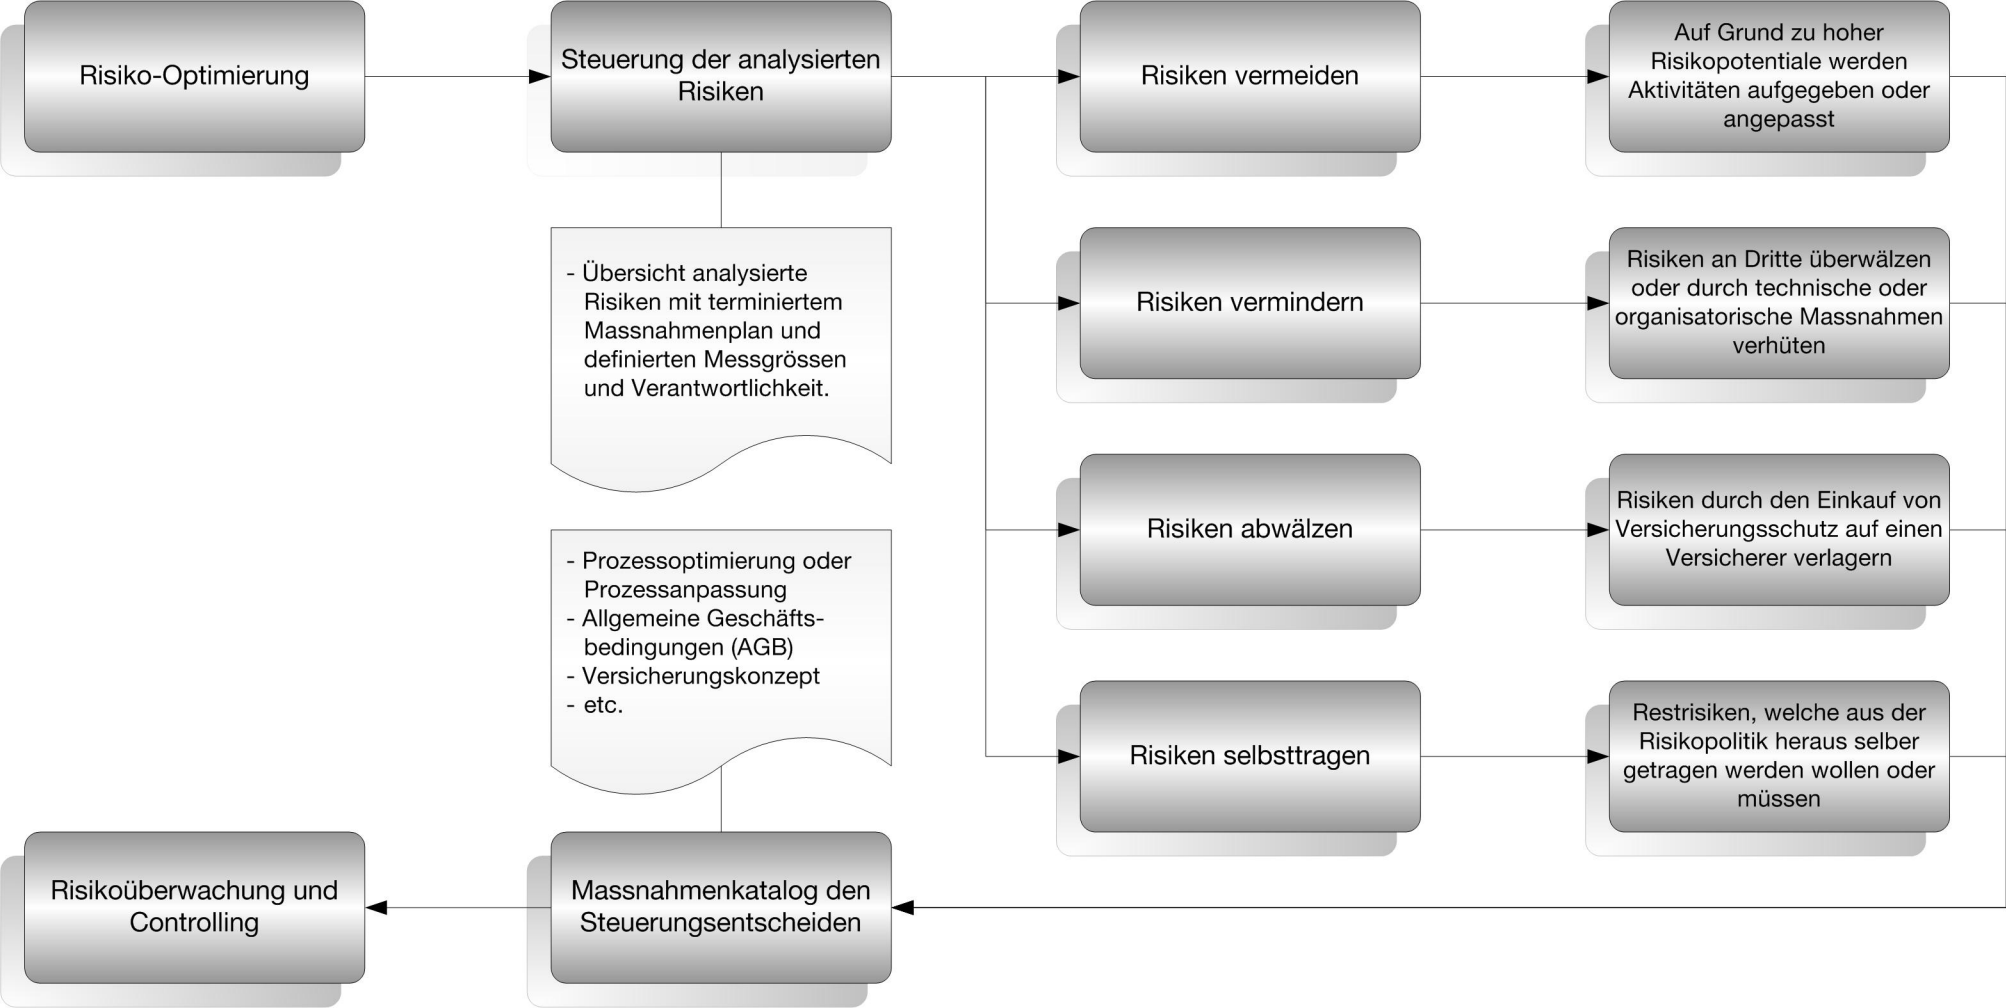 Risiko-Optimierung
Steuerung der analysierten
Risiken
Risiken vermeiden
Auf Grund zu hoher
Risikopotentiale werden
Aktivitäten aufgegeben oder
angepasst
- Übersicht analysierte
Risiken mit terminiertem
Massnahmenplan und
definierten Messgrössen
und Verantwortlichkeit.
Risiken vermindern
Risiken an Dritte überwälzen
oder durch technische oder
organisatorische Massnahmen
verhüten
- Prozessoptimierung oder
Prozessanpassung
- Allgemeine Geschäfts-
bedingungen (AGB)
- Versicherungskonzept
- etc.
Risiken abwälzen
Risiken durch den Einkauf von
Versicherungsschutz auf einen
Versicherer verlagern
Risiken selbsttragen
Restrisiken, welche aus der
Risikopolitik heraus selber
getragen werden wollen oder
müssen
Risikoüberwachung und
Controlling
Massnahmenkatalog den
Steuerungsentscheiden